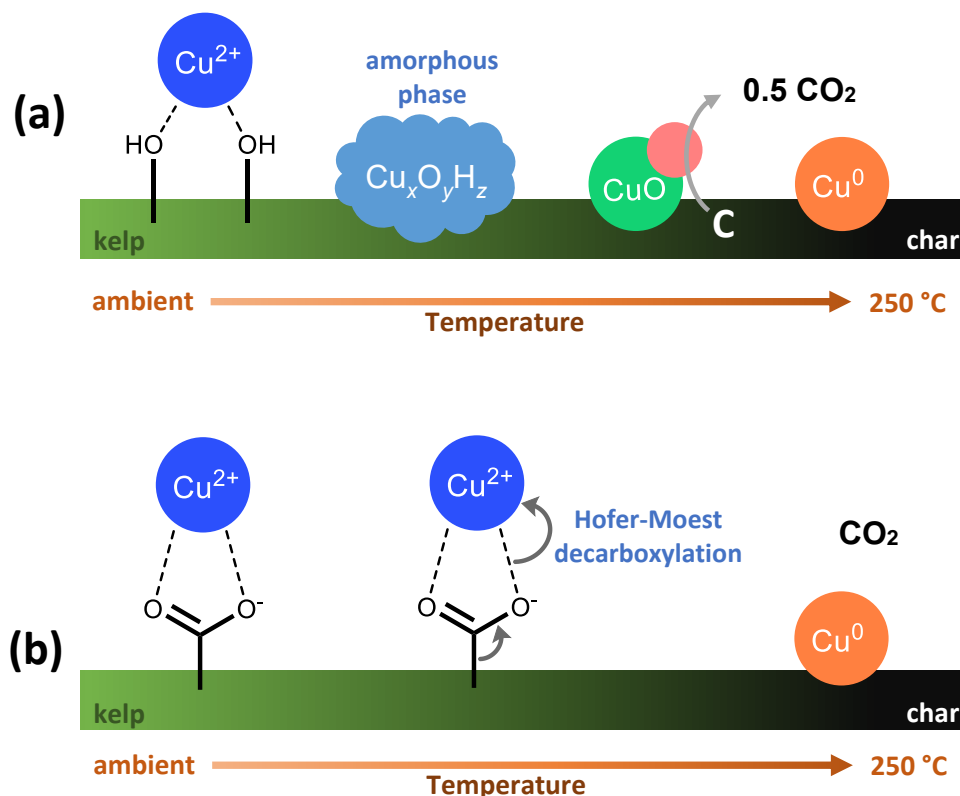 Cu²⁺
amorphous
phase
0.5 CO₂
(a)
HO OH
CuₓOᵧH𝓏
CuO
Cu⁰
C
kelp
char
ambient
250 °C
Temperature
Cu²⁺
Cu²⁺
Hofer-Moest
decarboxylation
CO₂
O O⁻
O O⁻
(b)
Cu⁰
kelp
char
ambient
250 °C
Temperature